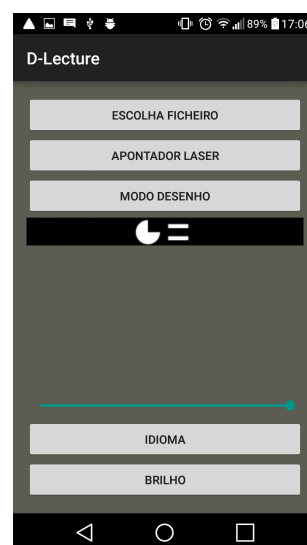 89% 17:06
D-Lecture
ESCOLHA FICHEIRO
APONTADOR LASER
MODO DESENHO
IDIOMA
BRILHO